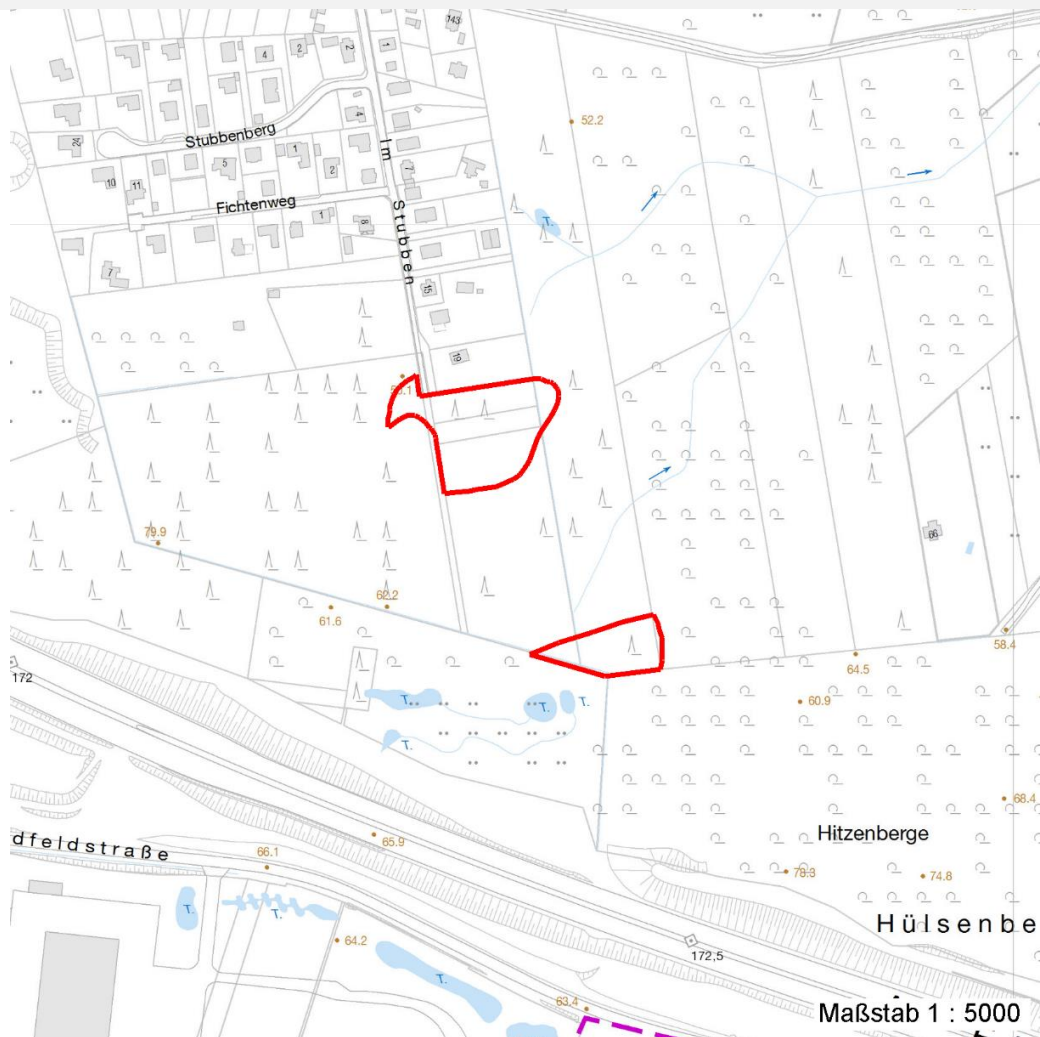 143
4
2
2
1
4
Stubbenberg
24
5
1
2
7
10
11
Im Stubben
Fichtenweg
1
8
7
15
19
52.2
T.
79.9
62.2
61.6
172
T.
T.
T.
T.
66
58.4
64.5
60.9
68.4
Hitzenberge
78.3
74.8
65.9
dfeldstraße
66.1
T.
T.
64.2
T.
Hülsenbe
172,5
63.4
Maßstab 1 : 5000